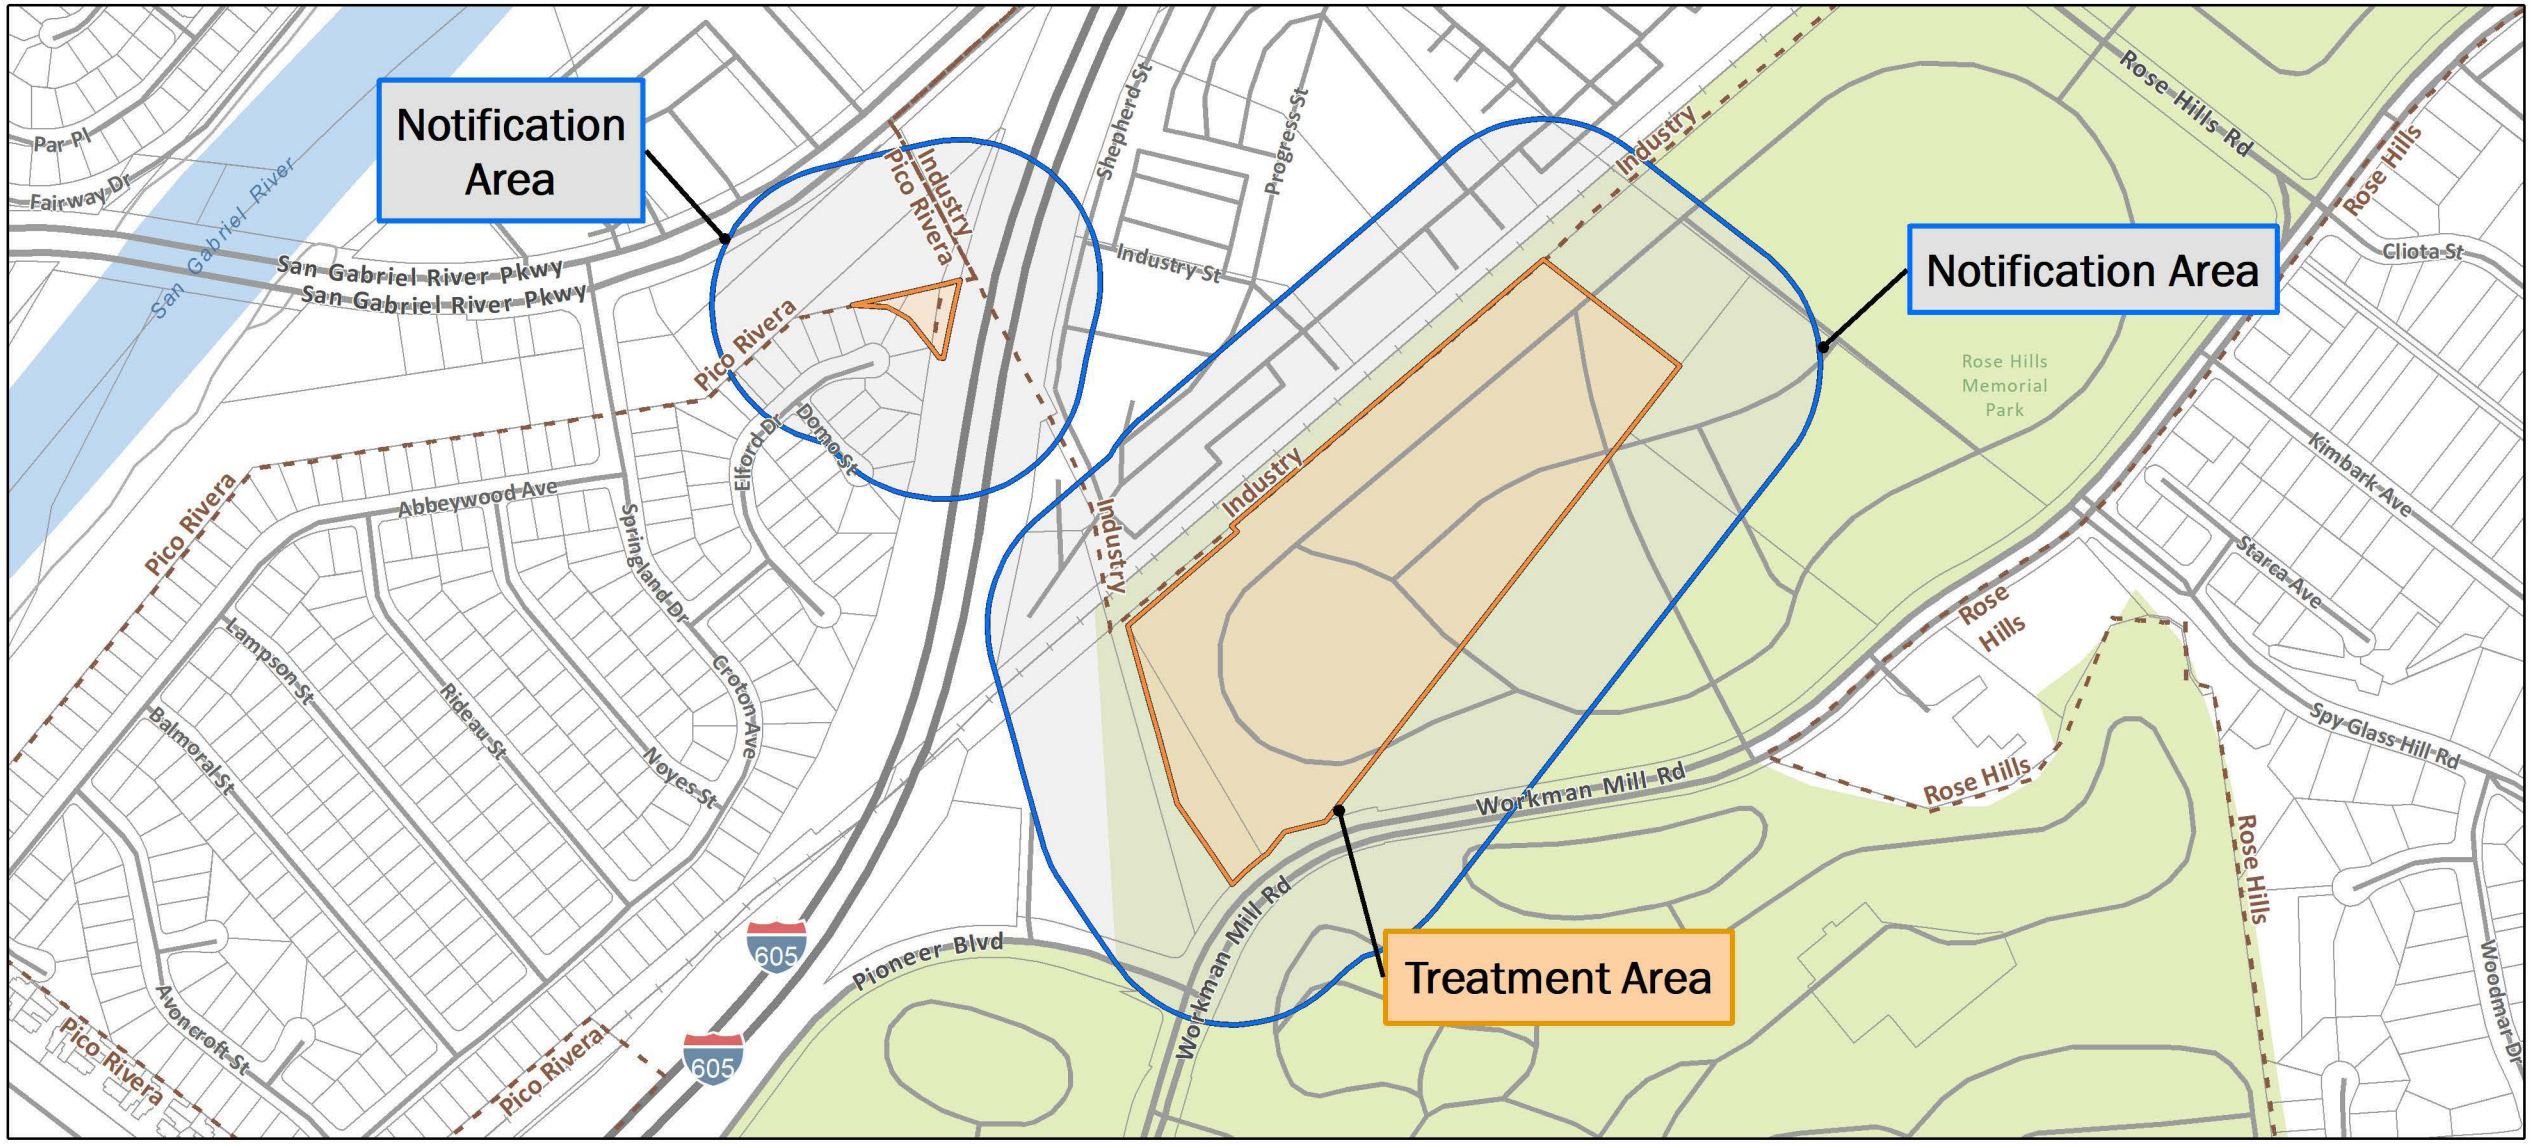 Rose Hills Rd
Notification
Area
Par Pl
Fairway Dr
San Gabriel River
Shepherd St
Progress St
Industry
Industry
Pico Rivera
Rose Hills
Cliota St
Notification Area
Industry St
San Gabriel River Pkwy
San Gabriel River Pkwy
Pico Rivera
Rose Hills
Memorial
Park
Elford Dr
Domo St
Industry
Industry
Kimbark Ave
Pico Rivera
Abbeywood Ave
Springland Dr
Starca Ave
Rose
Hills
Lampson St
Rideau St
Croton Ave
Balmoral St
Noyes St
Spy Glass Hill Rd
Workman Mill Rd
Rose Hills
Rose Hills
605
Pioneer Blvd
Workman Mill Rd
Treatment Area
Woodmar Dr
Avoncroft St
Pico Rivera
Pico Rivera
605